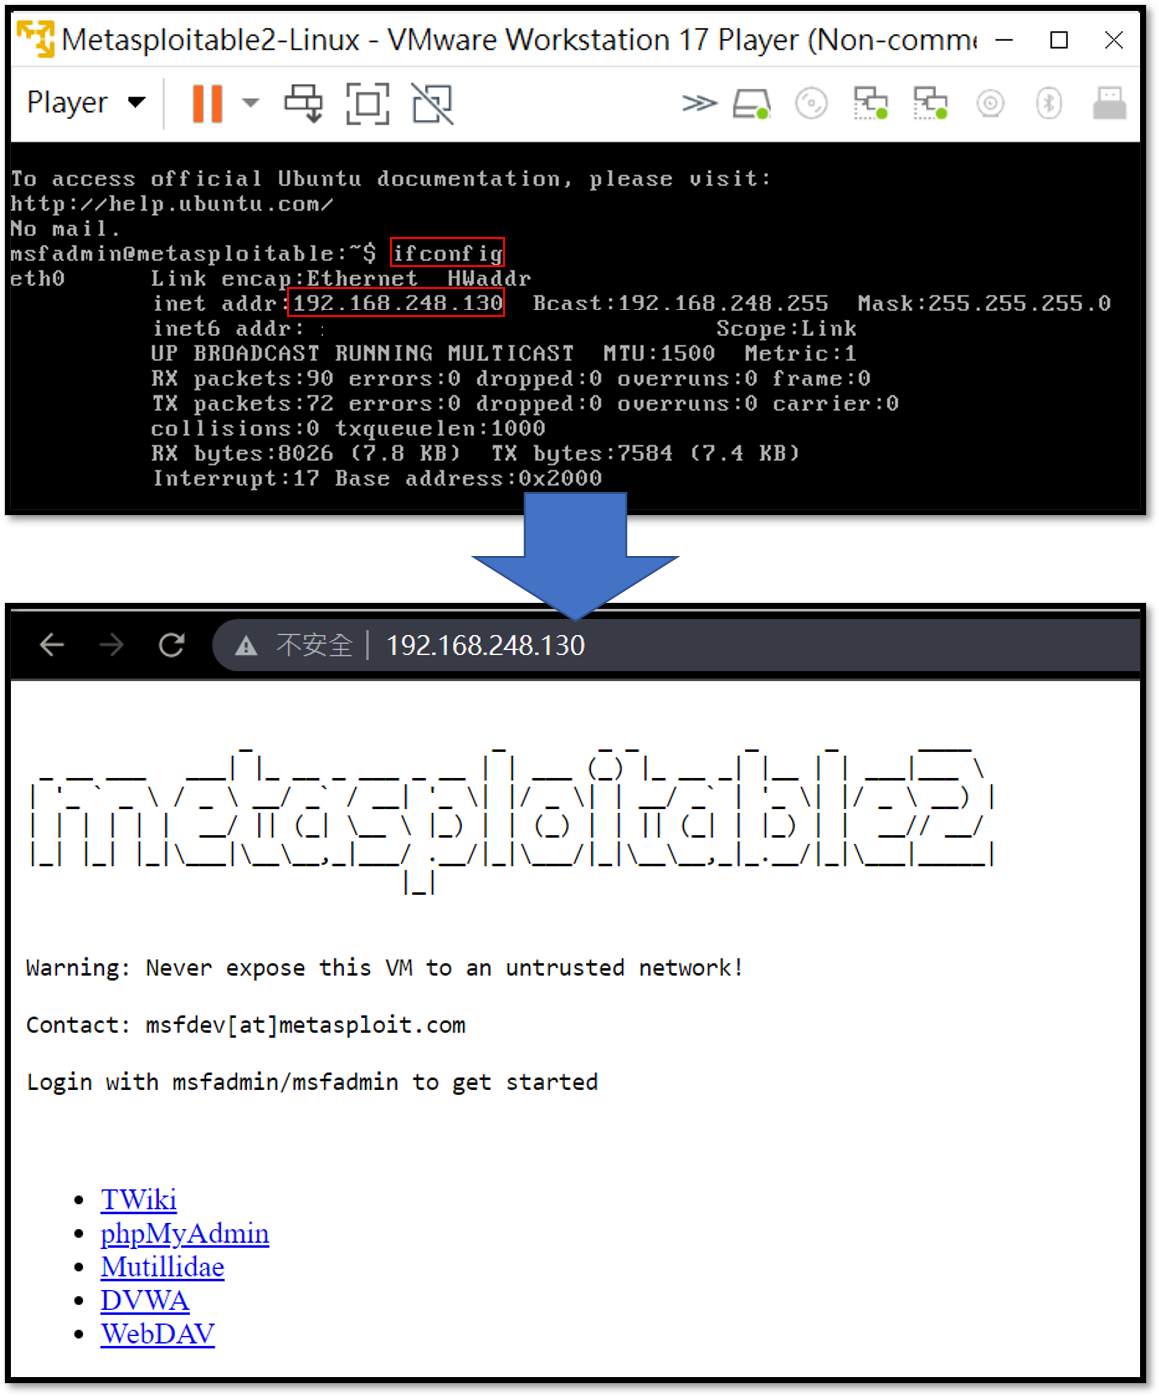 Metasploitable2-Linux - VMware Workstation 17 Player (Non-comme
Player
To access official Ubuntu documentation, please visit:
http://help.ubuntu.com/
No mail.
msfadmin@metasploitable:~$ ifconfig
eth0 Link encap:Ethernet HWaddr
inet addr:192.168.248.130 Bcast:192.168.248.255 Mask:255.255.255.0
inet6 addr: : Scope:Link
UP BROADCAST RUNNING MULTICAST MTU:1500 Metric:1
RX packets:90 errors:0 dropped:0 overruns:0 frame:0
TX packets:72 errors:0 dropped:0 overruns:0 carrier:0
collisions:0 txqueuelen:1000
RX bytes:8026 (7.8 KB) TX bytes:7584 (7.4 KB)
Interrupt:17 Base address:0x2000
不安全 | 192.168.248.130
metasploitable2
Warning: Never expose this VM to an untrusted network!
Contact: msfdev[at]metasploit.com
Login with msfadmin/msfadmin to get started
TWiki
phpMyAdmin
Mutillidae
DVWA
WebDAV